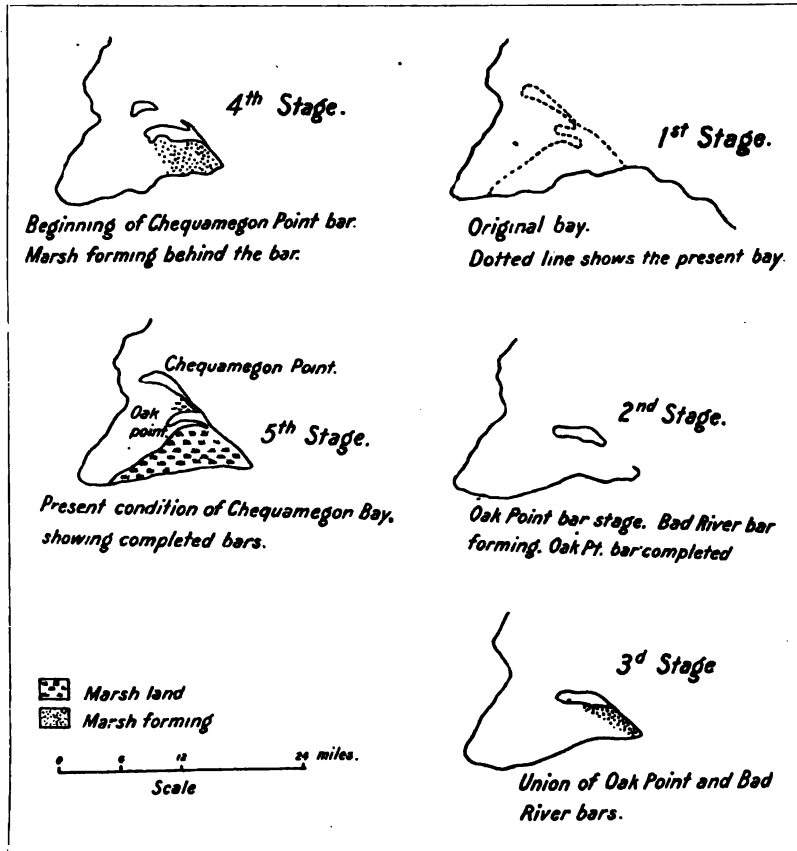 4th Stage.
Beginning of Chequamegon Point bar.
Marsh forming behind the bar.
1st Stage.
Original bay.
Dotted line shows the present bay
Chequamegon Point.
Oak
point.
5th Stage.
Present condition of Chequamegon Bay,
showing completed bars.
2nd Stage.
Oak Point bar stage. Bad River bar
forming. Oak Pt. bar completed
3d Stage
Union of Oak Point and Bad
River bars.
Marsh land
Marsh forming
0 6 12 24 miles.
Scale